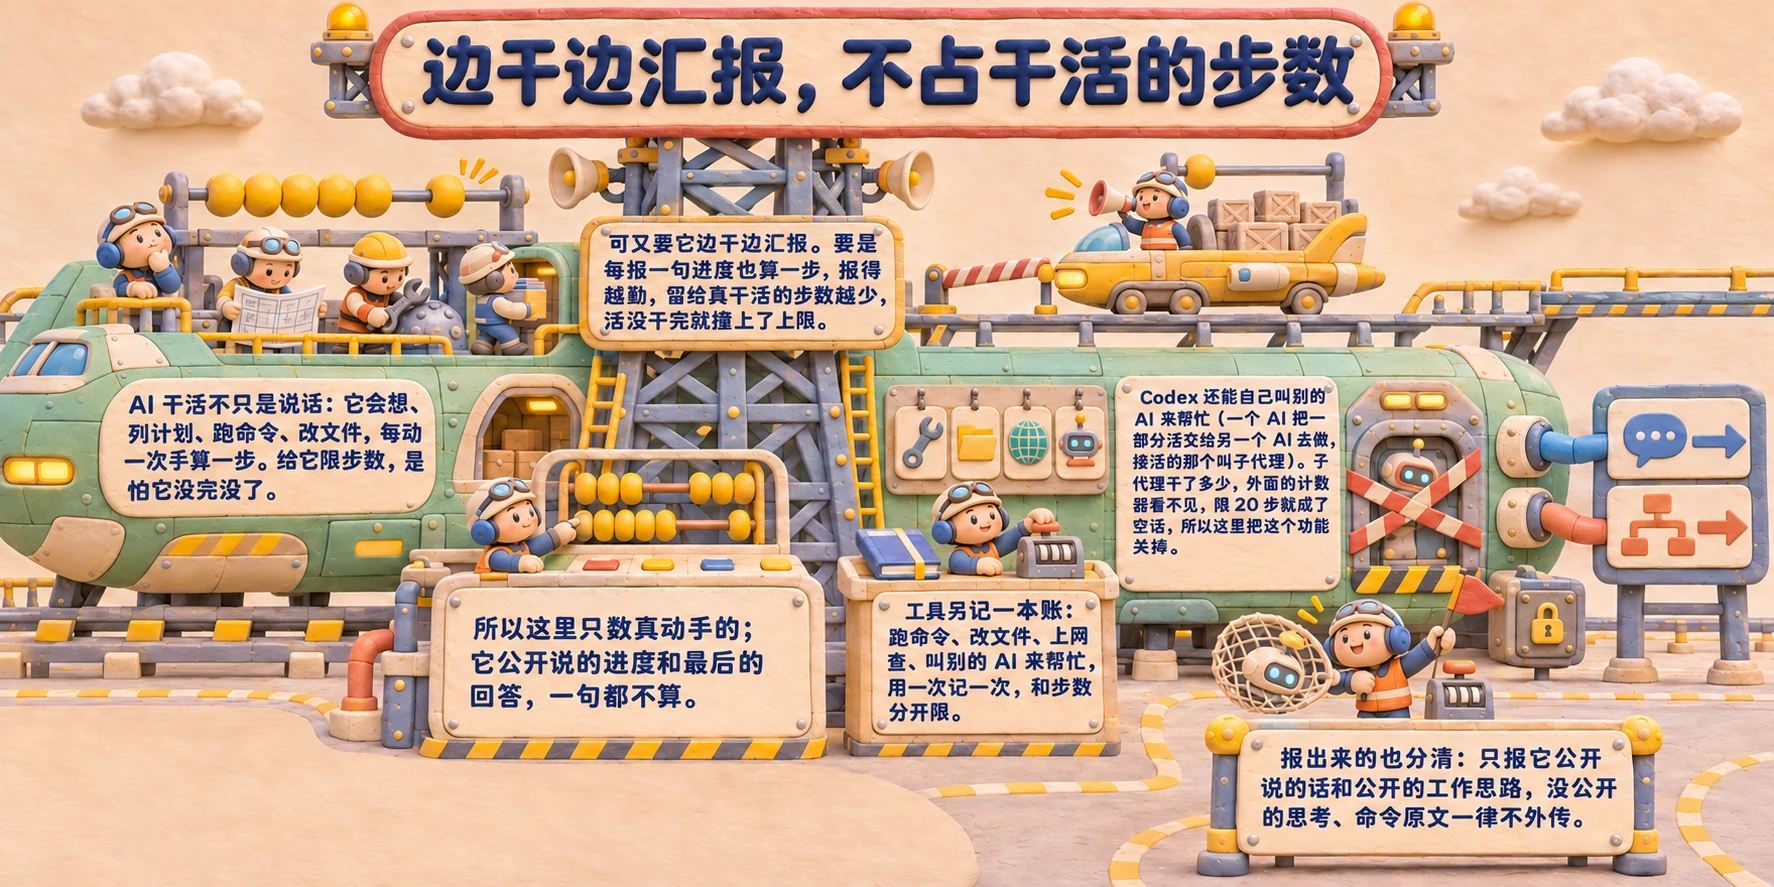 边干边汇报，不占干活的步数
可又要它边干边汇报。要是
每报一句进度也算一步，报得
越勤，留给真干活的步数越少，
活没干完就撞上了上限。
AI 干活不只是说话：它会想、
列计划、跑命令、改文件，每动
一次手算一步。给它限步数，是
怕它没完没了。
Codex 还能自己叫别的
AI 来帮忙（一个 AI 把一
部分活交给另一个 AI 去做，
接活的那个叫子代理）。子
代理干了多少，外面的计数
器看不见，限 20 步就成了
空话，所以这里把这个功能
关掉。
所以这里只数真动手的；
它公开说的进度和最后的
回答，一句都不算。
工具另记一本账：
跑命令、改文件、上网
查、叫别的 AI 来帮忙，
用一次记一次，和步数
分开限。
报出来的也分清：只报它公开
说的话和公开的工作思路，没公开
的思考、命令原文一律不外传。